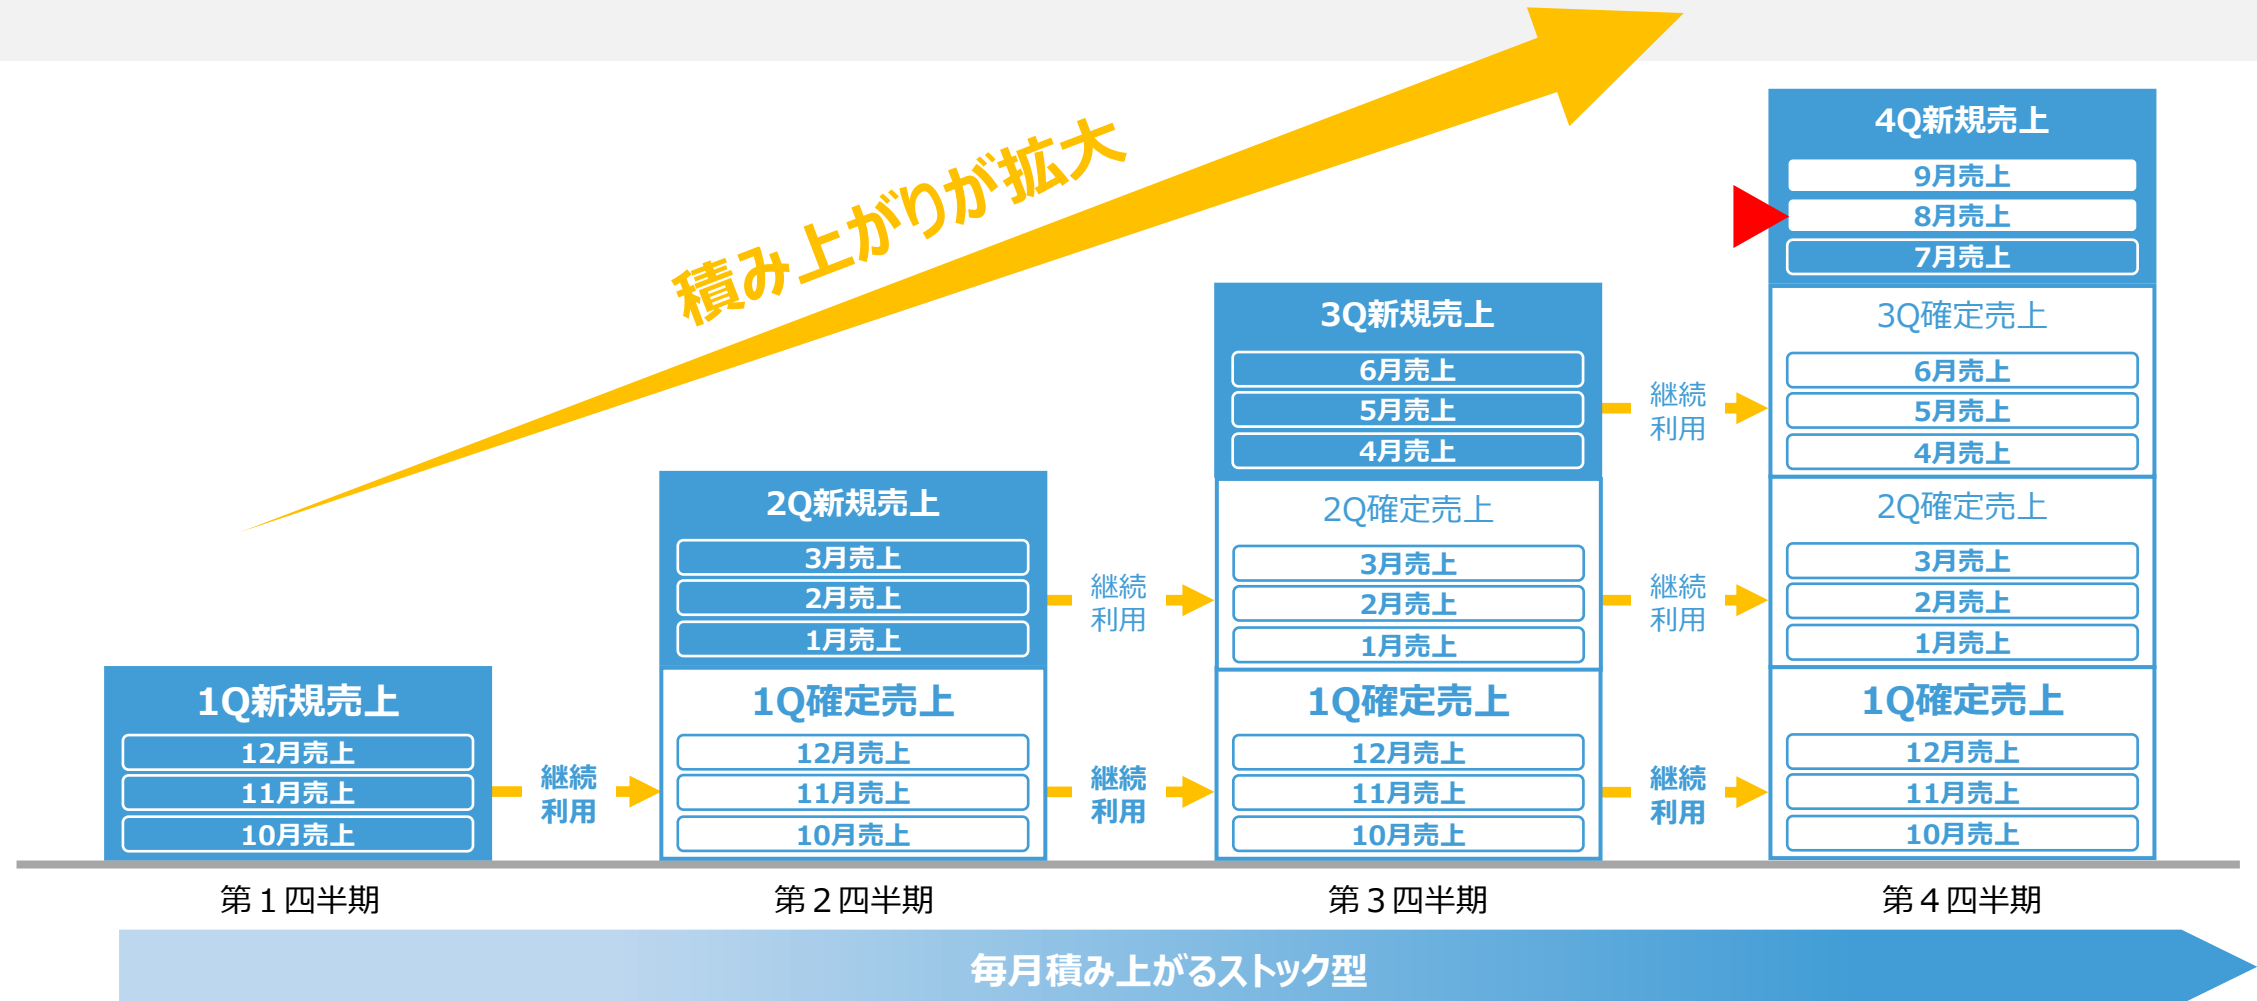 積み上がりが拡大
1Q新規売上
12月売上
11月売上
10月売上
継続
利用
2Q新規売上
3月売上
2月売上
1月売上
1Q確定売上
12月売上
11月売上
10月売上
継続
利用
継続
利用
3Q新規売上
6月売上
5月売上
4月売上
2Q確定売上
3月売上
2月売上
1月売上
1Q確定売上
12月売上
11月売上
10月売上
継続
利用
継続
利用
継続
利用
4Q新規売上
9月売上
8月売上
7月売上
3Q確定売上
6月売上
5月売上
4月売上
2Q確定売上
3月売上
2月売上
1月売上
1Q確定売上
12月売上
11月売上
10月売上
第１四半期
第２四半期
第３四半期
第４四半期
毎月積み上がるストック型